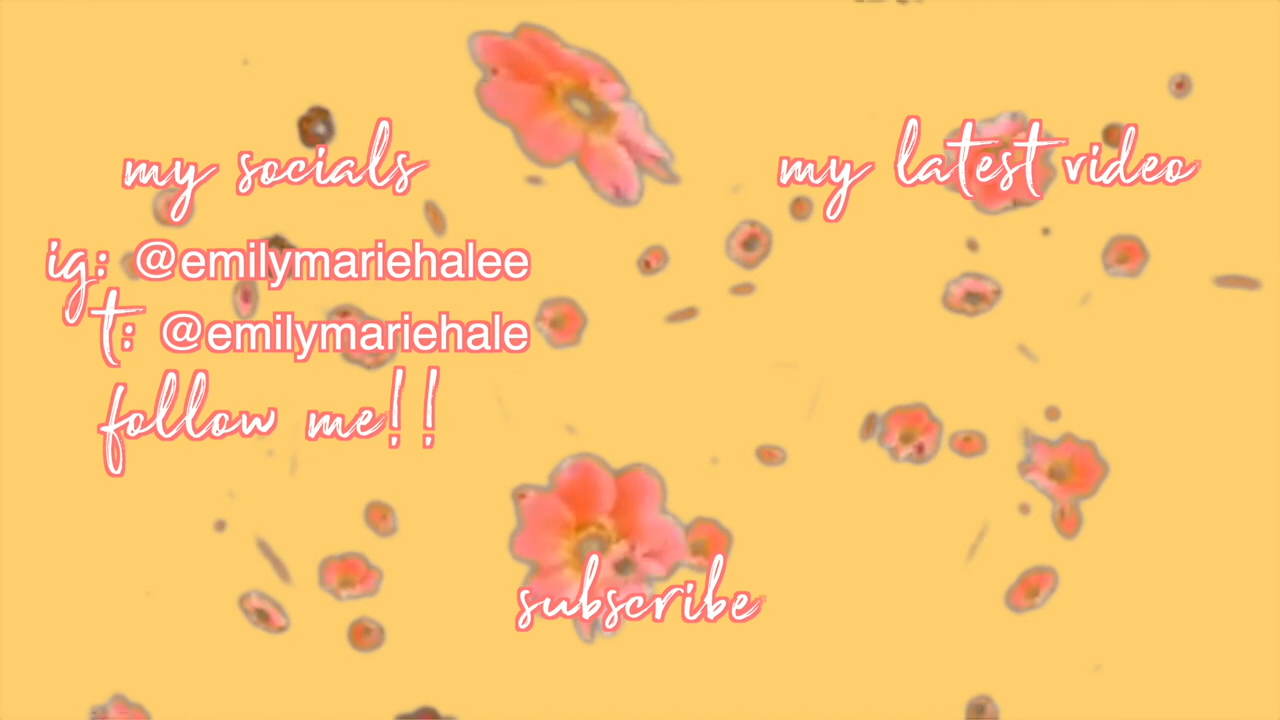 my socials
ig: @emilymariehalee
t: @emilymariehale
follow me!!
my latest video
subscribe